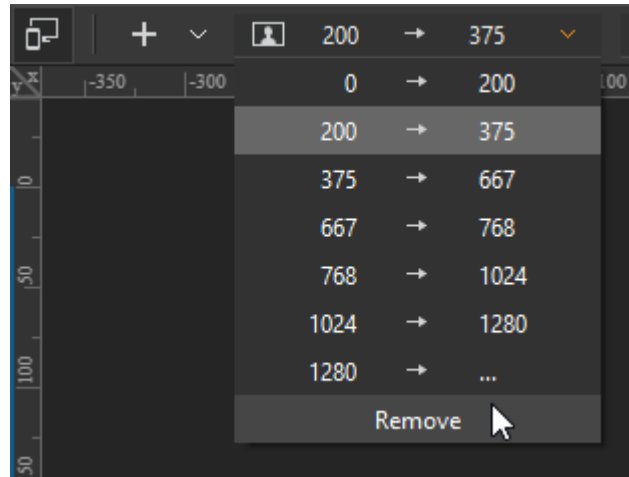 200 → 375
y x
-350 -300 100
0 → 200
200 → 375
375 → 667
667 → 768
768 → 1024
1024 → 1280
1280 → ...
Remove
0
50
100
50